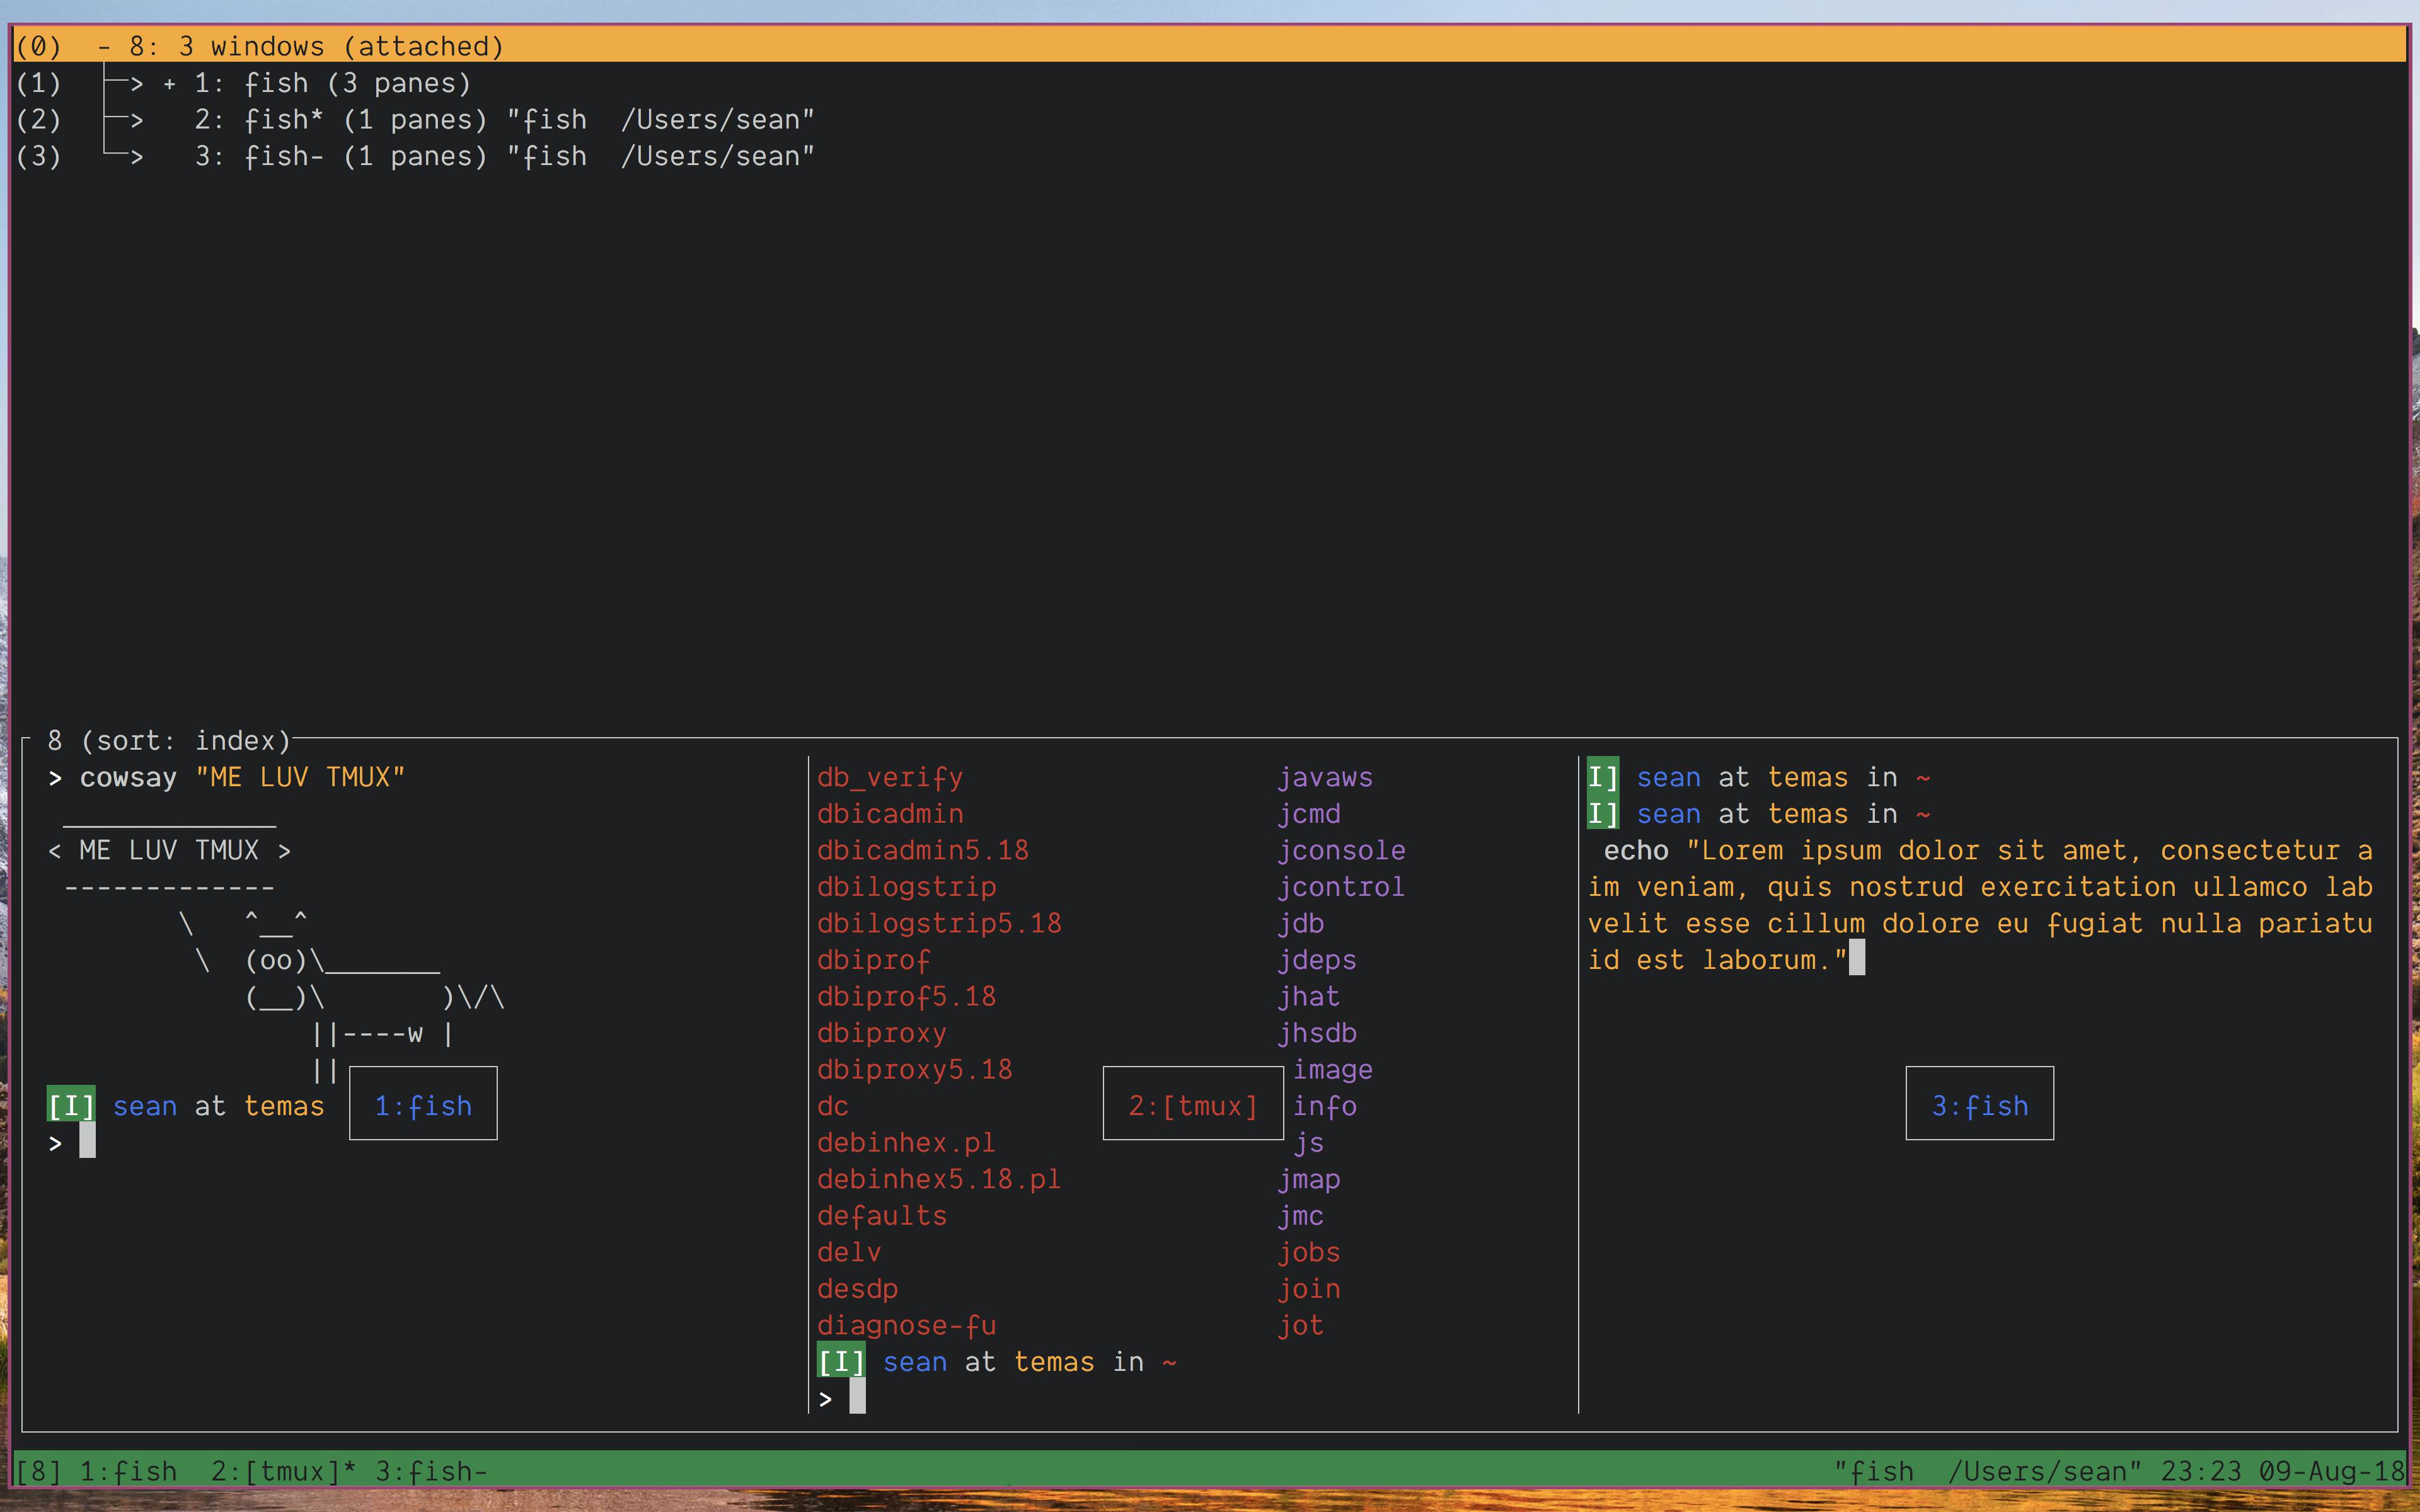 (0)  - 8: 3 windows (attached)
(1)  ├─> + 1: fish (3 panes)
(2)  ├─>   2: fish* (1 panes) "fish  /Users/sean"
(3)  └─>   3: fish- (1 panes) "fish  /Users/sean"
8 (sort: index)
> cowsay "ME LUV TMUX"
 _____________
< ME LUV TMUX >
 -------------
        \   ^__^
         \  (oo)\_______
            (__)\       )\/\
                ||----w |
                ||
[I] sean at temas
>
1:fish
db_verify
dbicadmin
dbicadmin5.18
dbilogstrip
dbilogstrip5.18
dbiprof
dbiprof5.18
dbiproxy
dbiproxy5.18
dc
debinhex.pl
debinhex5.18.pl
defaults
delv
desdp
diagnose-fu
[I] sean at temas in ~
>
2:[tmux]
javaws
jcmd
jconsole
jcontrol
jdb
jdeps
jhat
jhsdb
image
info
js
jmap
jmc
jobs
join
jot
I] sean at temas in ~
I] sean at temas in ~
echo "Lorem ipsum dolor sit amet, consectetur a
im veniam, quis nostrud exercitation ullamco lab
velit esse cillum dolore eu fugiat nulla pariatu
id est laborum."
3:fish
[8] 1:fish  2:[tmux]* 3:fish-
"fish  /Users/sean" 23:23 09-Aug-18